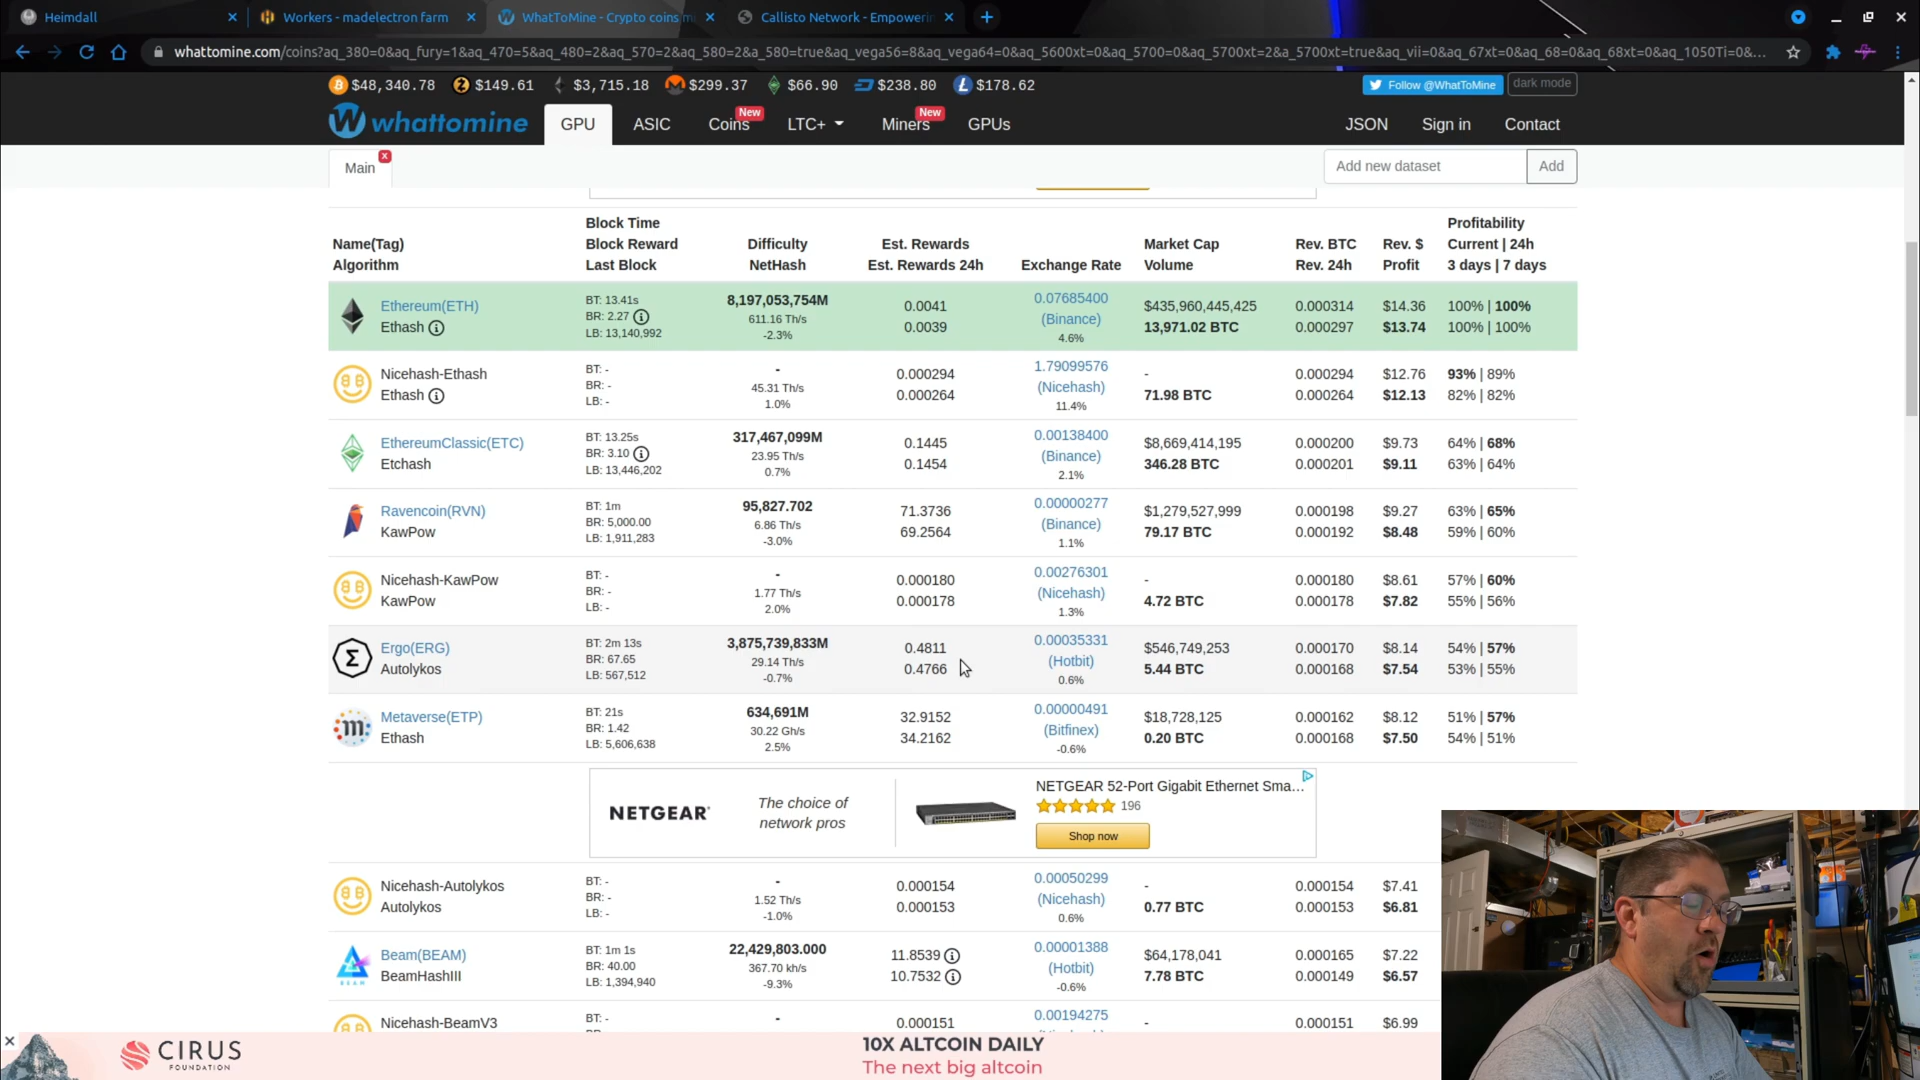 Heimdall
Workers - madelectron farm
WhatToMine - Crypto coins mi
Callisto Network - Empowerin
whattomine.com/coins?aq_380=0&aq_fury=1&aq_470=5&aq_480=2&aq_570=2&aq_580=2&a_580=true&aq_vega56=8&aq_vega64=0&aq_5600xt=0&aq_5700=0&aq_5700xt=2&a_5700xt=true&aq_vii=0&aq_67xt=0&aq_68=0&aq_68xt=0&aq_1050Ti=0&...
$48,340.78 $149.61 $3,715.18 $299.37 $66.90 $238.80 $178.62
Follow @WhatToMine dark mode
whattomine GPU ASIC Coins New LTC+ Miners New GPUs JSON Sign in Contact
Main x Add new dataset Add
Name(Tag)
Algorithm
Block Time
Block Reward
Last Block
Difficulty
NetHash
Est. Rewards
Est. Rewards 24h
Exchange Rate
Market Cap
Volume
Rev. BTC
Rev. 24h
Rev. $
Profit
Profitability
Current | 24h
3 days | 7 days
Ethereum(ETH)
Ethash
BT: 13.41s
BR: 2.27
LB: 13,140,992
8,197,053,754M
611.16 Th/s
-2.3%
0.0041
0.0039
0.07685400
(Binance)
4.6%
$435,960,445,425
13,971.02 BTC
0.000314
0.000297
$14.36
$13.74
100% | 100%
100% | 100%
Nicehash-Ethash
Ethash
BT: -
BR: -
LB: -
-
45.31 Th/s
1.0%
0.000294
0.000264
1.79099576
(Nicehash)
11.4%
-
71.98 BTC
0.000294
0.000264
$12.76
$12.13
93% | 89%
82% | 82%
EthereumClassic(ETC)
Etchash
BT: 13.25s
BR: 3.10
LB: 13,446,202
317,467,099M
23.95 Th/s
0.7%
0.1445
0.1454
0.00138400
(Binance)
2.1%
$8,669,414,195
346.28 BTC
0.000200
0.000201
$9.73
$9.11
64% | 68%
63% | 64%
Ravencoin(RVN)
KawPow
BT: 1m
BR: 5,000.00
LB: 1,911,283
95,827.702
6.86 Th/s
-3.0%
71.3736
69.2564
0.00000277
(Binance)
1.1%
$1,279,527,999
79.17 BTC
0.000198
0.000192
$9.27
$8.48
63% | 65%
59% | 60%
Nicehash-KawPow
KawPow
BT: -
BR: -
LB: -
-
1.77 Th/s
2.0%
0.000180
0.000178
0.00276301
(Nicehash)
1.3%
-
4.72 BTC
0.000180
0.000178
$8.61
$7.82
57% | 60%
55% | 56%
Ergo(ERG)
Autolykos
BT: 2m 13s
BR: 67.65
LB: 567,512
3,875,739,833M
29.14 Th/s
-0.7%
0.4811
0.4766
0.00035331
(Hotbit)
0.6%
$546,749,253
5.44 BTC
0.000170
0.000168
$8.14
$7.54
54% | 57%
53% | 55%
Metaverse(ETP)
Ethash
BT: 21s
BR: 1.42
LB: 5,606,638
634,691M
30.22 Gh/s
2.5%
32.9152
34.2162
0.00000491
(Bitfinex)
-0.6%
$18,728,125
0.20 BTC
0.000162
0.000168
$8.12
$7.50
51% | 57%
54% | 51%
NETGEAR
The choice of
network pros
NETGEAR 52-Port Gigabit Ethernet Sma...
196
Shop now
Nicehash-Autolykos
Autolykos
BT: -
BR: -
LB: -
-
1.52 Th/s
-1.0%
0.000154
0.000153
0.00050299
(Nicehash)
0.6%
-
0.77 BTC
0.000154
0.000153
$7.41
$6.81
Beam(BEAM)
BeamHashIII
BT: 1m 1s
BR: 40.00
LB: 1,394,940
22,429,803.000
367.70 kh/s
-9.3%
11.8539
10.7532
0.00001388
(Hotbit)
-0.6%
$64,178,041
7.78 BTC
0.000165
0.000149
$7.22
$6.57
Nicehash-BeamV3
BT: -
-
0.000151
0.00194275
-
0.000151
$6.99
CIRUS
FOUNDATION
10X ALTCOIN DAILY
The next big altcoin